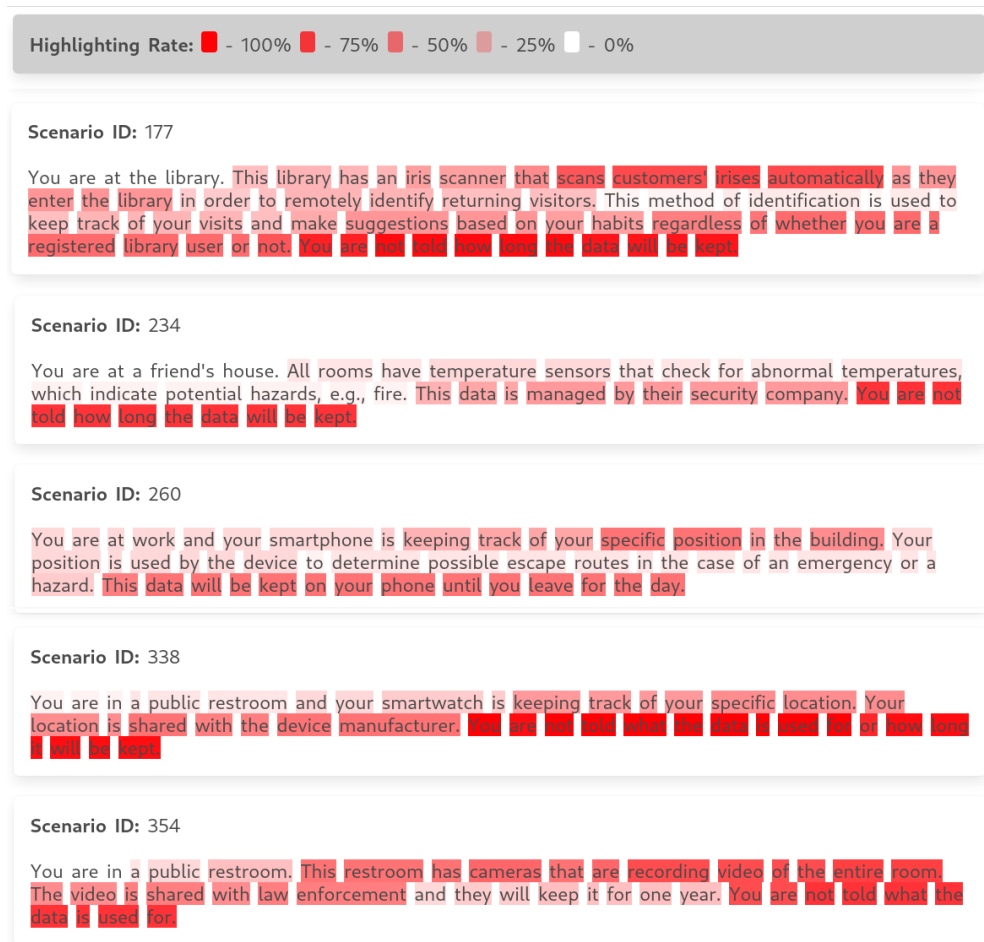 Highlighting Rate: - 100% - 75% - 50% - 25% - 0%
Scenario ID: 177
You are at the library. This library has an iris scanner that scans customers' irises automatically as they
enter the library in order to remotely identify returning visitors. This method of identification is used to
keep track of your visits and make suggestions based on your habits regardless of whether you are a
registered library user or not. You are not told how long the data will be kept.
Scenario ID: 234
You are at a friend's house. All rooms have temperature sensors that check for abnormal temperatures,
which indicate potential hazards, e.g., fire. This data is managed by their security company. You are not
told how long the data will be kept.
Scenario ID: 260
You are at work and your smartphone is keeping track of your specific position in the building. Your
position is used by the device to determine possible escape routes in the case of an emergency or a
hazard. This data will be kept on your phone until you leave for the day.
Scenario ID: 338
You are in a public restroom and your smartwatch is keeping track of your specific location. Your
location is shared with the device manufacturer. You are not told what the data is used for or how long
it will be kept.
Scenario ID: 354
You are in a public restroom. This restroom has cameras that are recording video of the entire room.
The video is shared with law enforcement and they will keep it for one year. You are not told what the
data is used for.